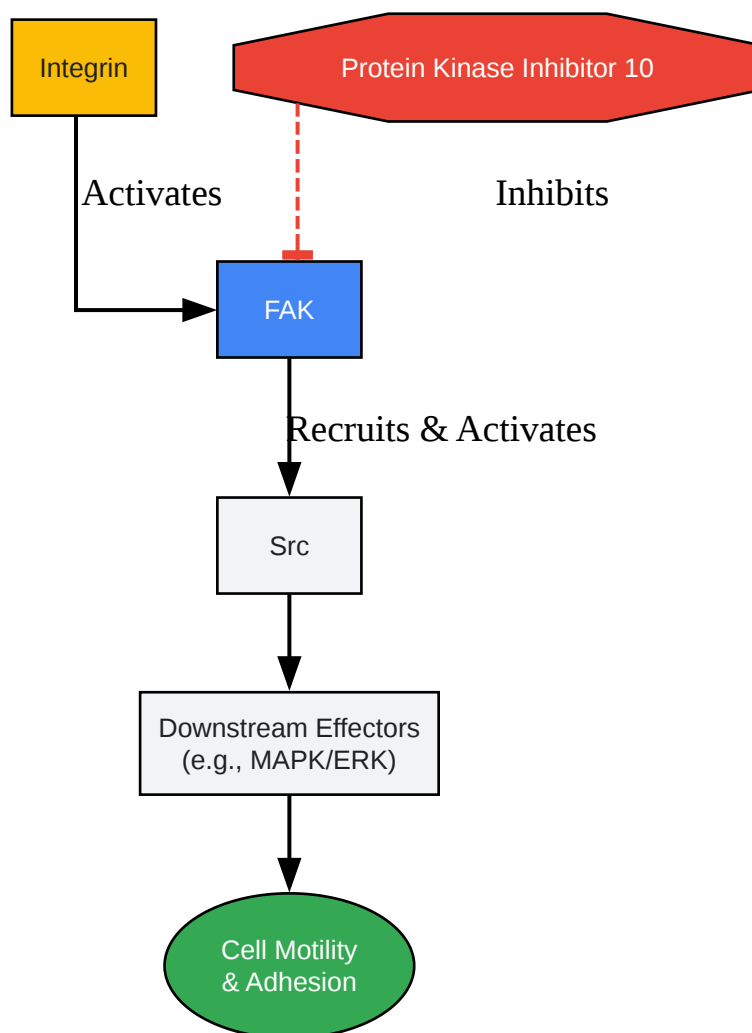 Integrin
Protein Kinase Inhibitor 10
Activates
Inhibits
FAK
Recruits & Activates
Src
Downstream Effectors
(e.g., MAPK/ERK)
Cell Motility
& Adhesion